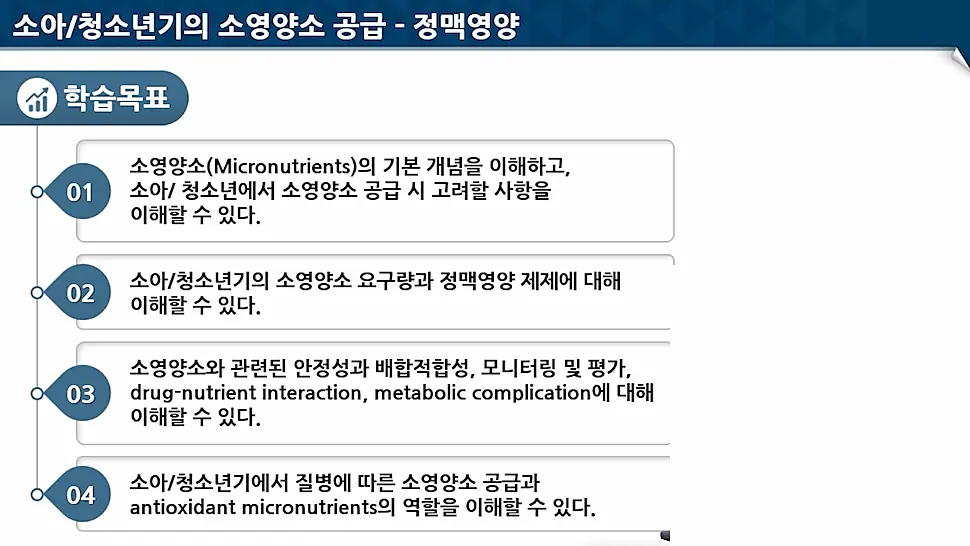 소아/청소년기의 소영양소 공급 - 정맥영양
학습목표
01
소영양소(Micronutrients)의 기본 개념을 이해하고,
소아/ 청소년에서 소영양소 공급 시 고려할 사항을
이해할 수 있다.
02
소아/청소년기의 소영양소 요구량과 정맥영양 제제에 대해
이해할 수 있다.
03
소영양소와 관련된 안정성과 배합적합성, 모니터링 및 평가,
drug-nutrient interaction, metabolic complication에 대해
이해할 수 있다.
04
소아/청소년기에서 질병에 따른 소영양소 공급과
antioxidant micronutrients의 역할을 이해할 수 있다.